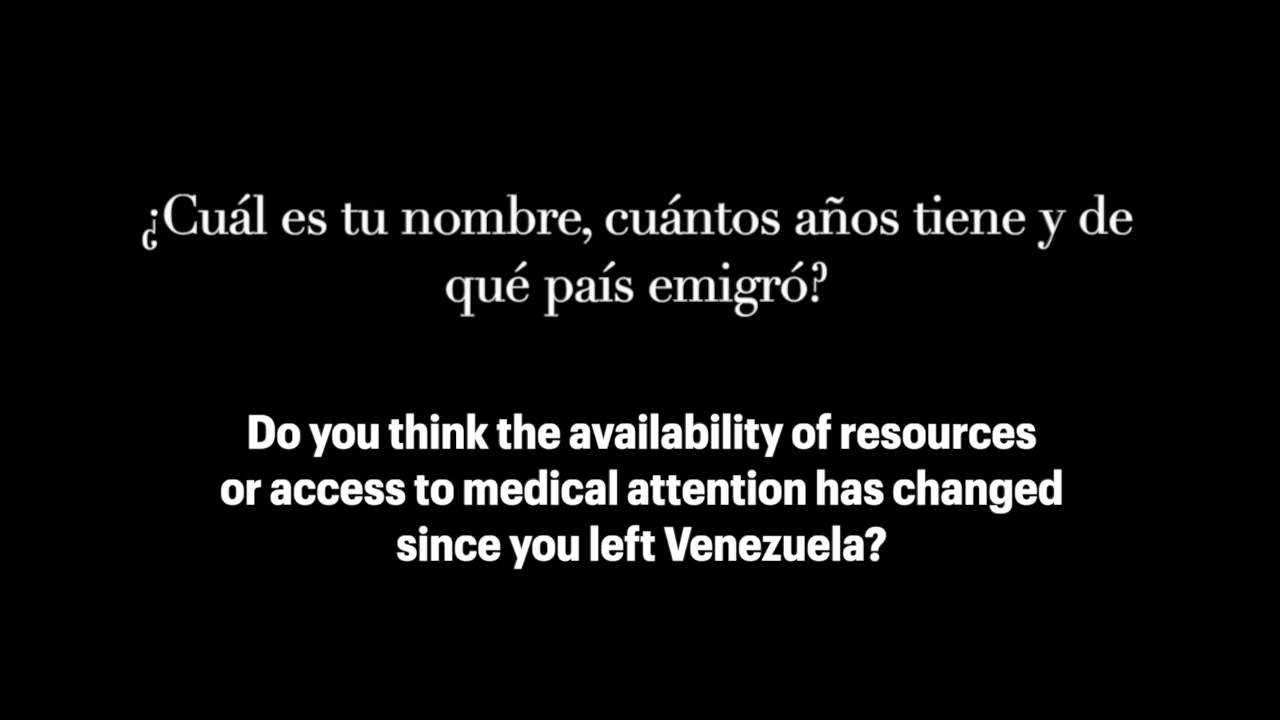 ¿Cuál es tu nombre, cuántos años tiene y de
qué país emigró?
Do you think the availability of resources
or access to medical attention has changed
since you left Venezuela?